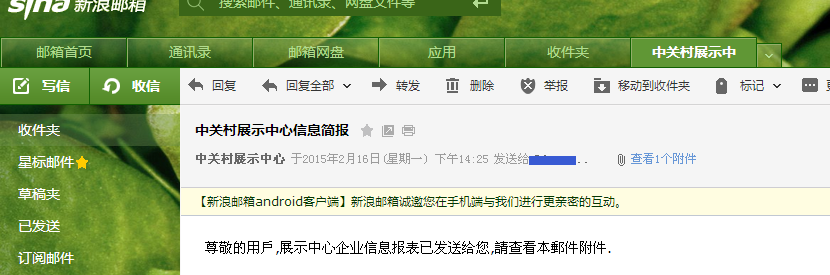 sina 新浪邮箱
搜索邮件、通讯录、网盘文件等
邮箱首页 通讯录 邮箱网盘 应用 收件夹 中关村展示中
写信 收信 回复 回复全部 转发 删除 举报 移动到收件夹 标记
收件夹
星标邮件
草稿夹
已发送
订阅邮件
中关村展示中心信息简报
中关村展示中心 于2015年2月16日(星期一) 下午14:25 发送给 .. 查看1个附件
【新浪邮箱android客户端】新浪邮箱诚邀您在手机端与我们进行更亲密的互动。
尊敬的用戶,展示中心企业信息报表已发送给您,請查看本郵件附件.